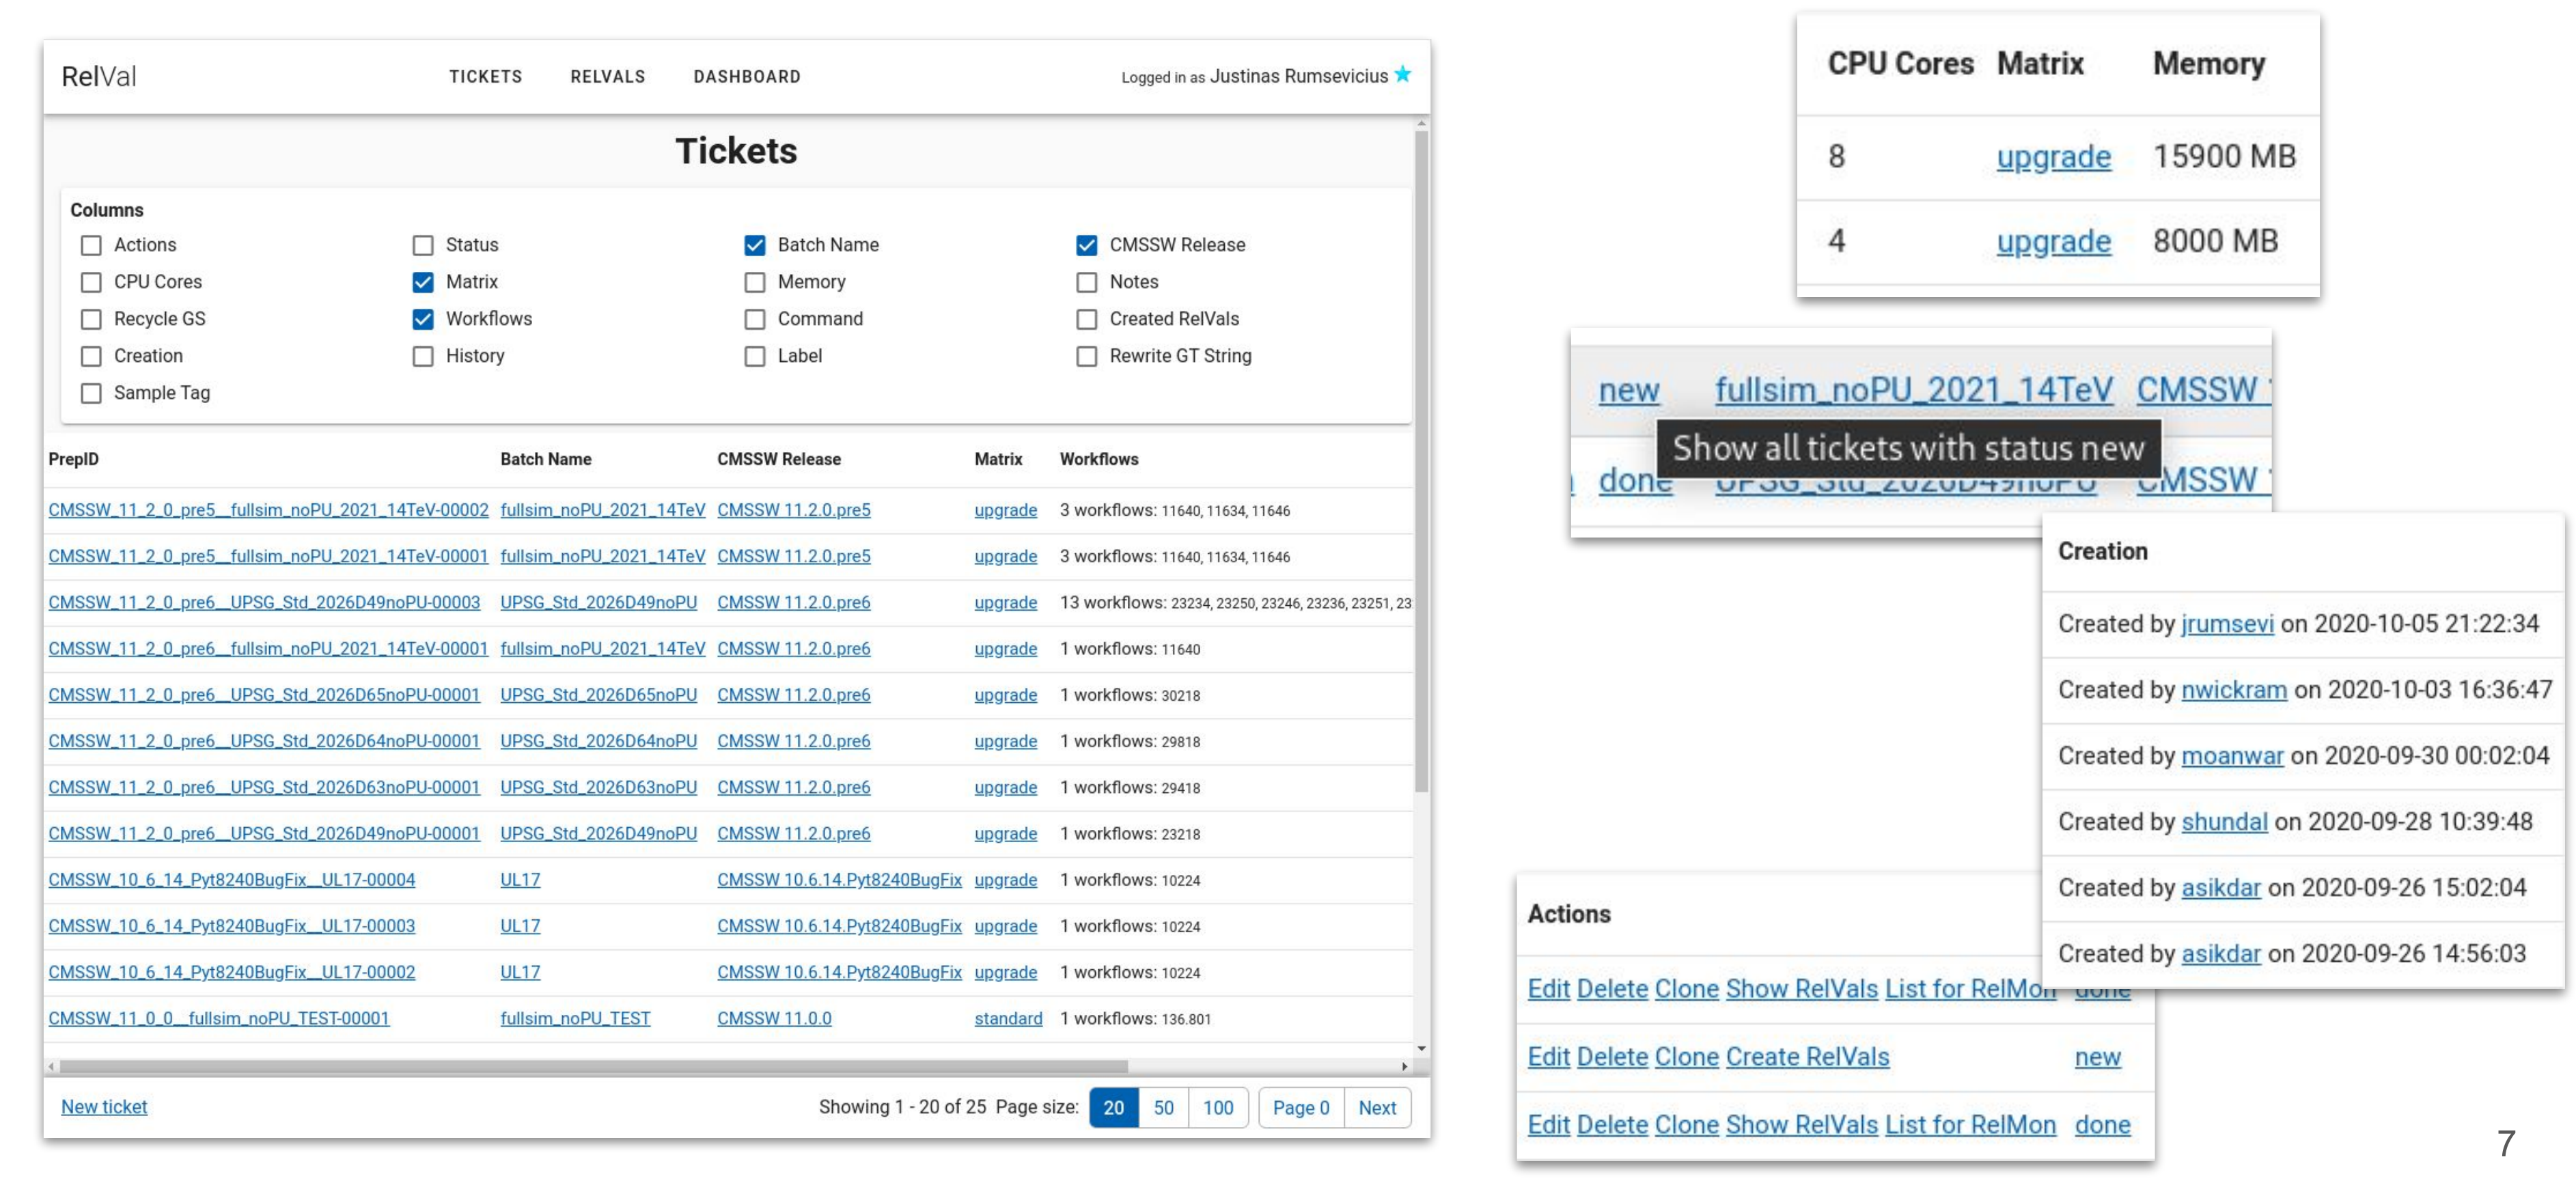 RelVal TICKETS RELVALS DASHBOARD Logged in as Justinas Rumsevicius
Tickets
Columns
Actions Status Batch Name CMSSW Release
CPU Cores Matrix Memory Notes
Recycle GS Workflows Command Created RelVals
Creation History Label Rewrite GT String
Sample Tag
PrepID Batch Name CMSSW Release Matrix Workflows
CMSSW_11_2_0_pre5__fullsim_noPU_2021_14TeV-00002 fullsim_noPU_2021_14TeV CMSSW 11.2.0.pre5 upgrade 3 workflows: 11640, 11634, 11646
CMSSW_11_2_0_pre5__fullsim_noPU_2021_14TeV-00001 fullsim_noPU_2021_14TeV CMSSW 11.2.0.pre5 upgrade 3 workflows: 11640, 11634, 11646
CMSSW_11_2_0_pre6__UPSG_Std_2026D49noPU-00003 UPSG_Std_2026D49noPU CMSSW 11.2.0.pre6 upgrade 13 workflows: 23234, 23250, 23246, 23236, 23251, 23
CMSSW_11_2_0_pre6__fullsim_noPU_2021_14TeV-00001 fullsim_noPU_2021_14TeV CMSSW 11.2.0.pre6 upgrade 1 workflows: 11640
CMSSW_11_2_0_pre6__UPSG_Std_2026D65noPU-00001 UPSG_Std_2026D65noPU CMSSW 11.2.0.pre6 upgrade 1 workflows: 30218
CMSSW_11_2_0_pre6__UPSG_Std_2026D64noPU-00001 UPSG_Std_2026D64noPU CMSSW 11.2.0.pre6 upgrade 1 workflows: 29818
CMSSW_11_2_0_pre6__UPSG_Std_2026D63noPU-00001 UPSG_Std_2026D63noPU CMSSW 11.2.0.pre6 upgrade 1 workflows: 29418
CMSSW_11_2_0_pre6__UPSG_Std_2026D49noPU-00001 UPSG_Std_2026D49noPU CMSSW 11.2.0.pre6 upgrade 1 workflows: 23218
CMSSW_10_6_14_Pyt8240BugFix__UL17-00004 UL17 CMSSW 10.6.14.Pyt8240BugFix upgrade 1 workflows: 10224
CMSSW_10_6_14_Pyt8240BugFix__UL17-00003 UL17 CMSSW 10.6.14.Pyt8240BugFix upgrade 1 workflows: 10224
CMSSW_10_6_14_Pyt8240BugFix__UL17-00002 UL17 CMSSW 10.6.14.Pyt8240BugFix upgrade 1 workflows: 10224
CMSSW_11_0_0__fullsim_noPU_TEST-00001 fullsim_noPU_TEST CMSSW 11.0.0 standard 1 workflows: 136.801
New ticket Showing 1 - 20 of 25 Page size: 20 50 100 Page 0 Next
CPU Cores Matrix Memory
8 upgrade 15900 MB
4 upgrade 8000 MB
new fullsim_noPU_2021_14TeV CMSSW
Show all tickets with status new
done UPSG_Std_2026D49noPU CMSSW
Creation
Created by jrumsevi on 2020-10-05 21:22:34
Created by nwickram on 2020-10-03 16:36:47
Created by moanwar on 2020-09-30 00:02:04
Created by shundal on 2020-09-28 10:39:48
Created by asikdar on 2020-09-26 15:02:04
Created by asikdar on 2020-09-26 14:56:03
Actions
Edit Delete Clone Show RelVals List for RelMon done
Edit Delete Clone Create RelVals new
Edit Delete Clone Show RelVals List for RelMon done
7